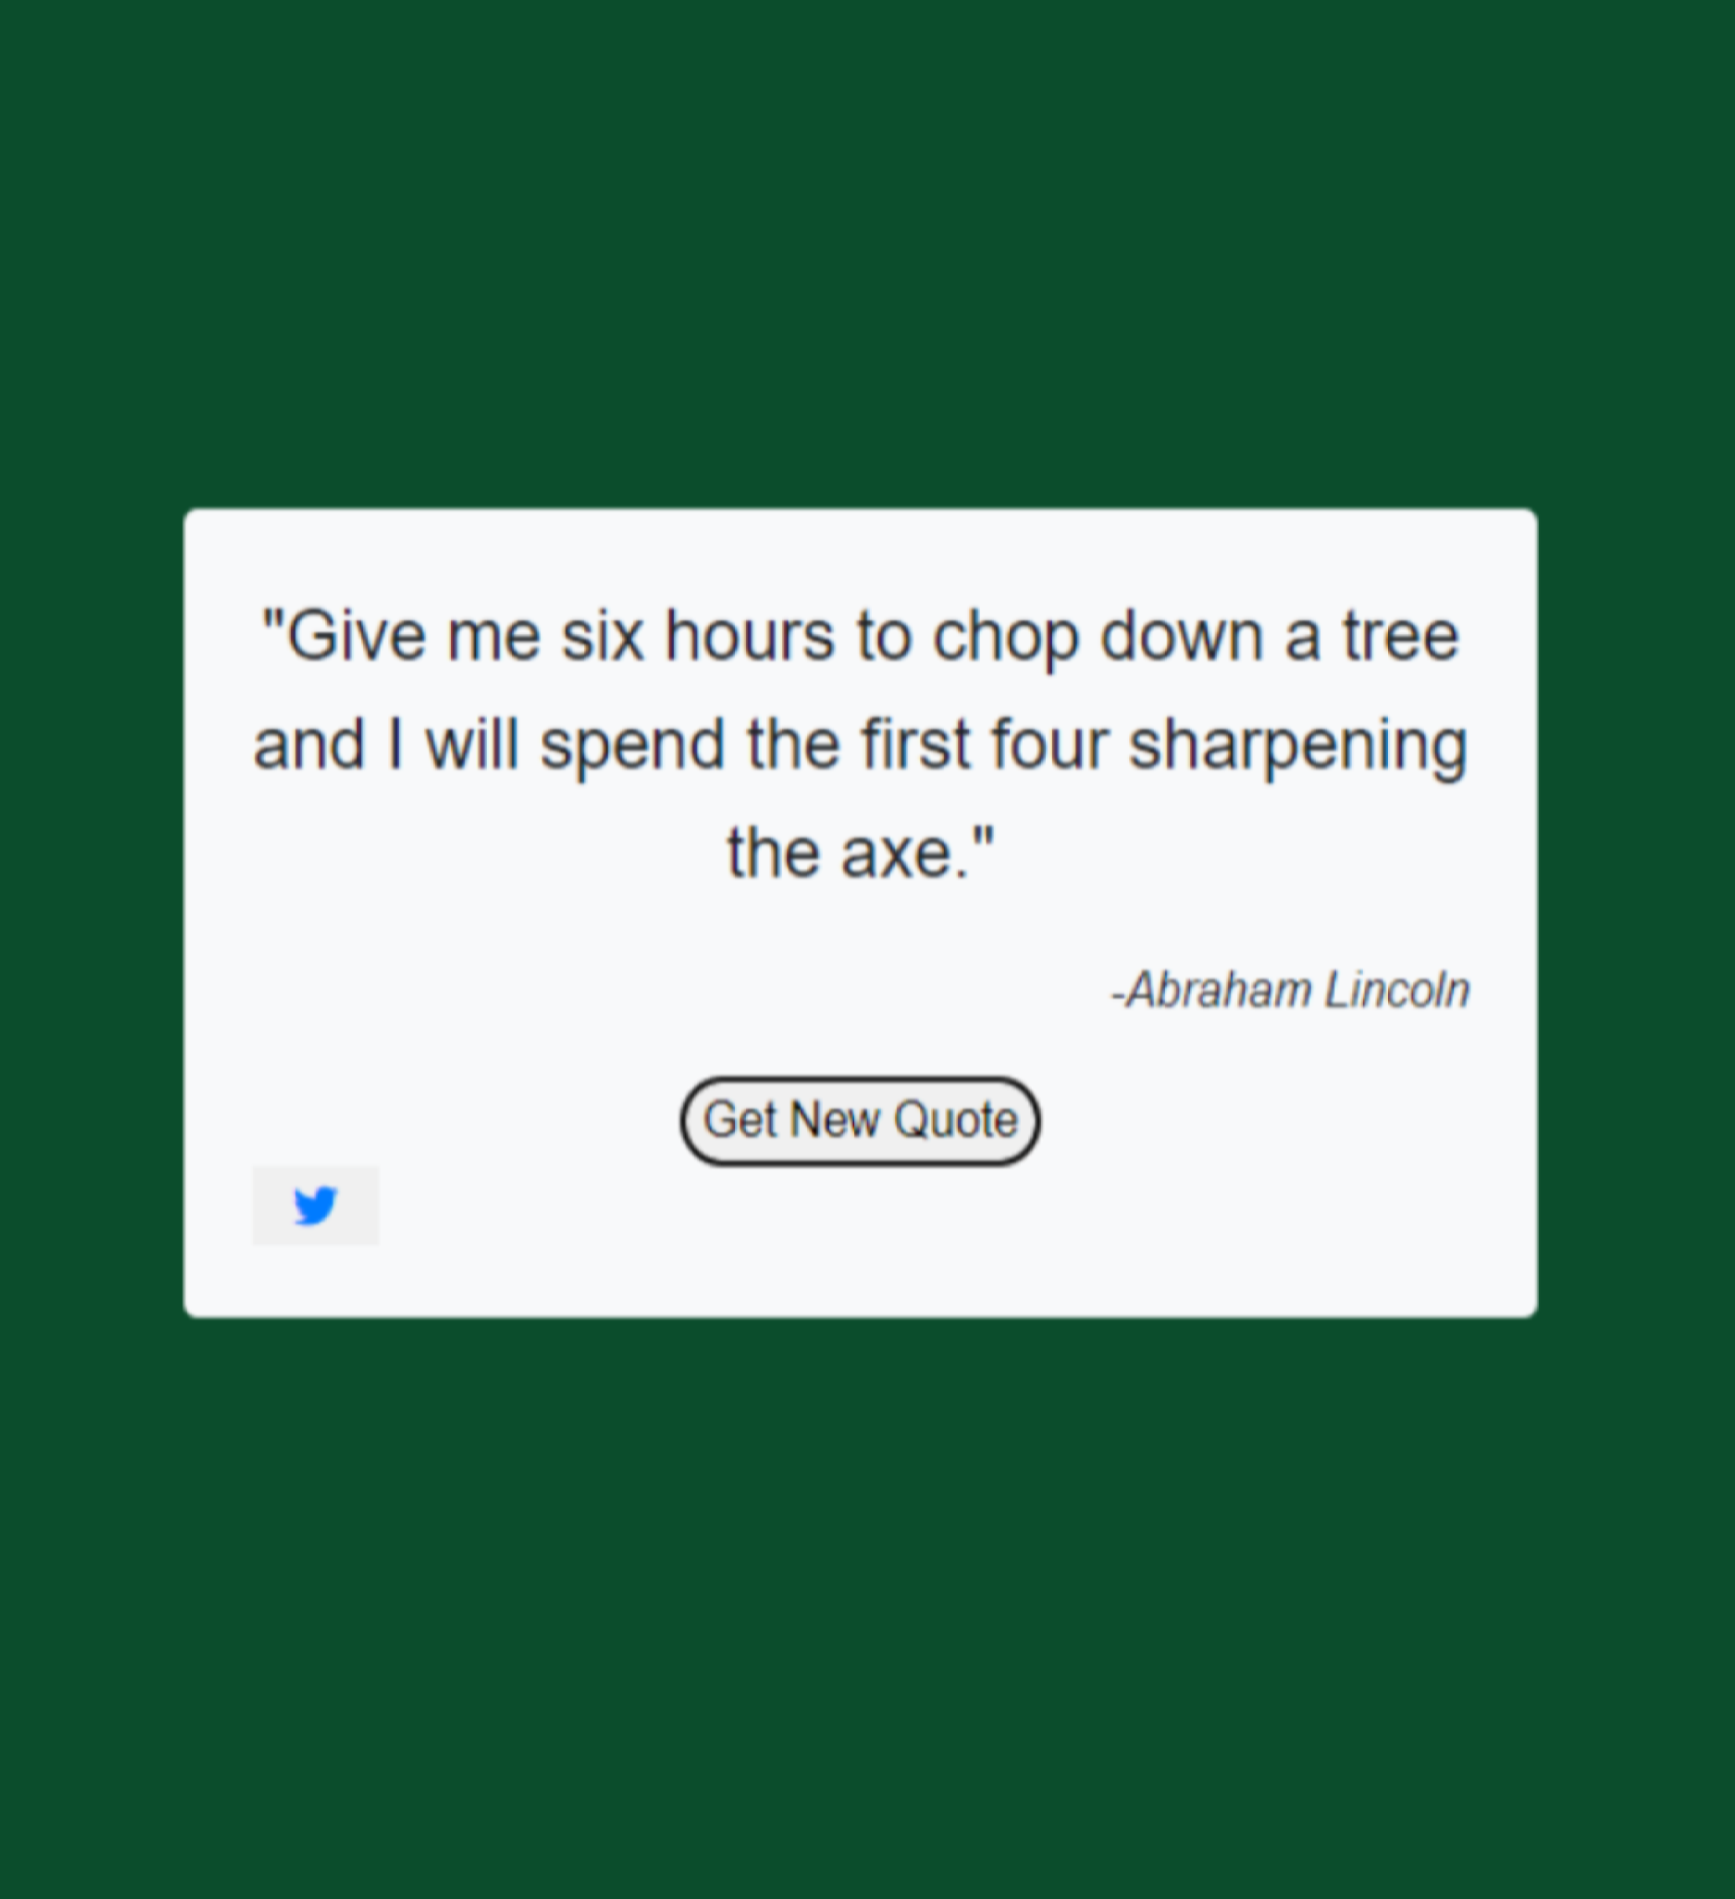 "Give me six hours to chop down a tree
and I will spend the first four sharpening
the axe."
-Abraham Lincoln
Get New Quote